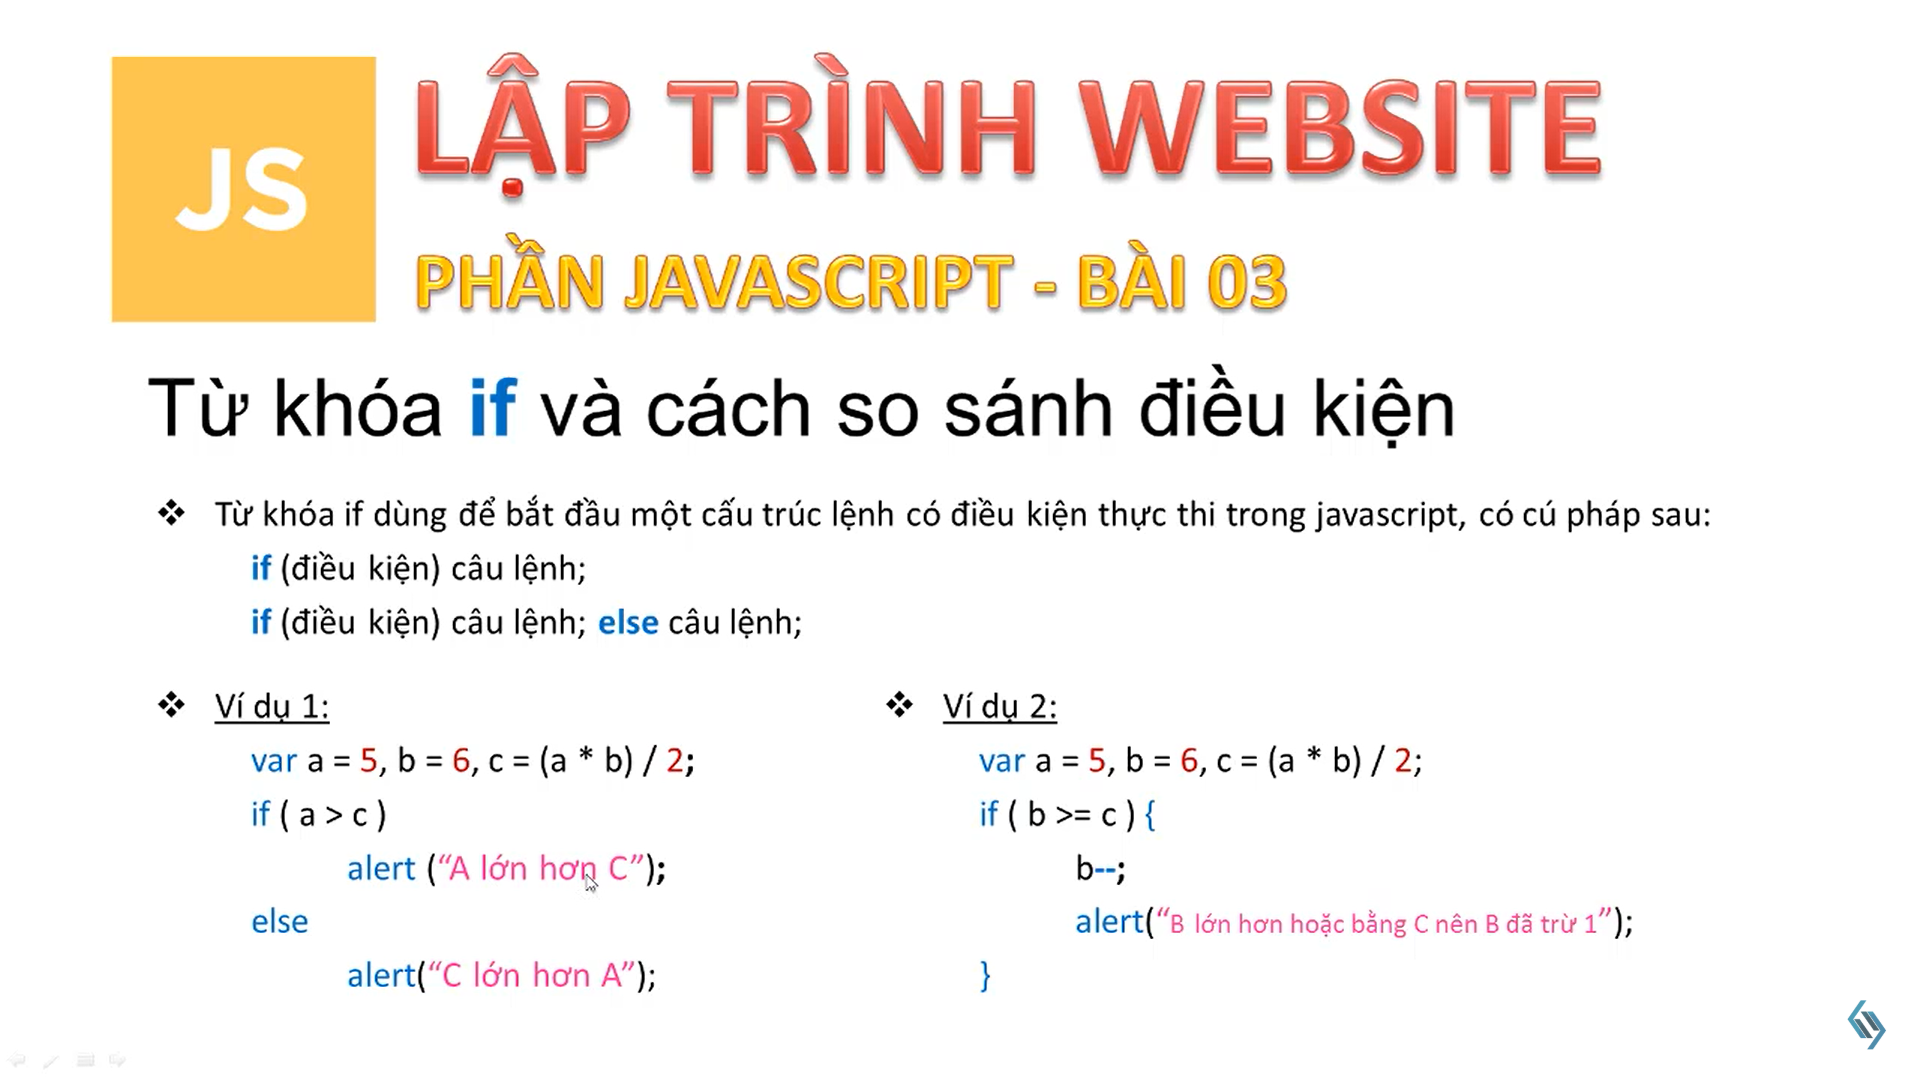 JS
LẬP TRÌNH WEBSITE
PHẦN JAVASCRIPT - BÀI 03
Từ khóa if và cách so sánh điều kiện
❖ Từ khóa if dùng để bắt đầu một cấu trúc lệnh có điều kiện thực thi trong javascript, có cú pháp sau:
if (điều kiện) câu lệnh;
if (điều kiện) câu lệnh; else câu lệnh;
❖ Ví dụ 1:
var a = 5, b = 6, c = (a * b) / 2;
if ( a > c )
alert (“A lớn hơn C”);
else
alert(“C lớn hơn A”);
❖ Ví dụ 2:
var a = 5, b = 6, c = (a * b) / 2;
if ( b >= c ) {
b--;
alert(“B lớn hơn hoặc bằng C nên B đã trừ 1”);
}